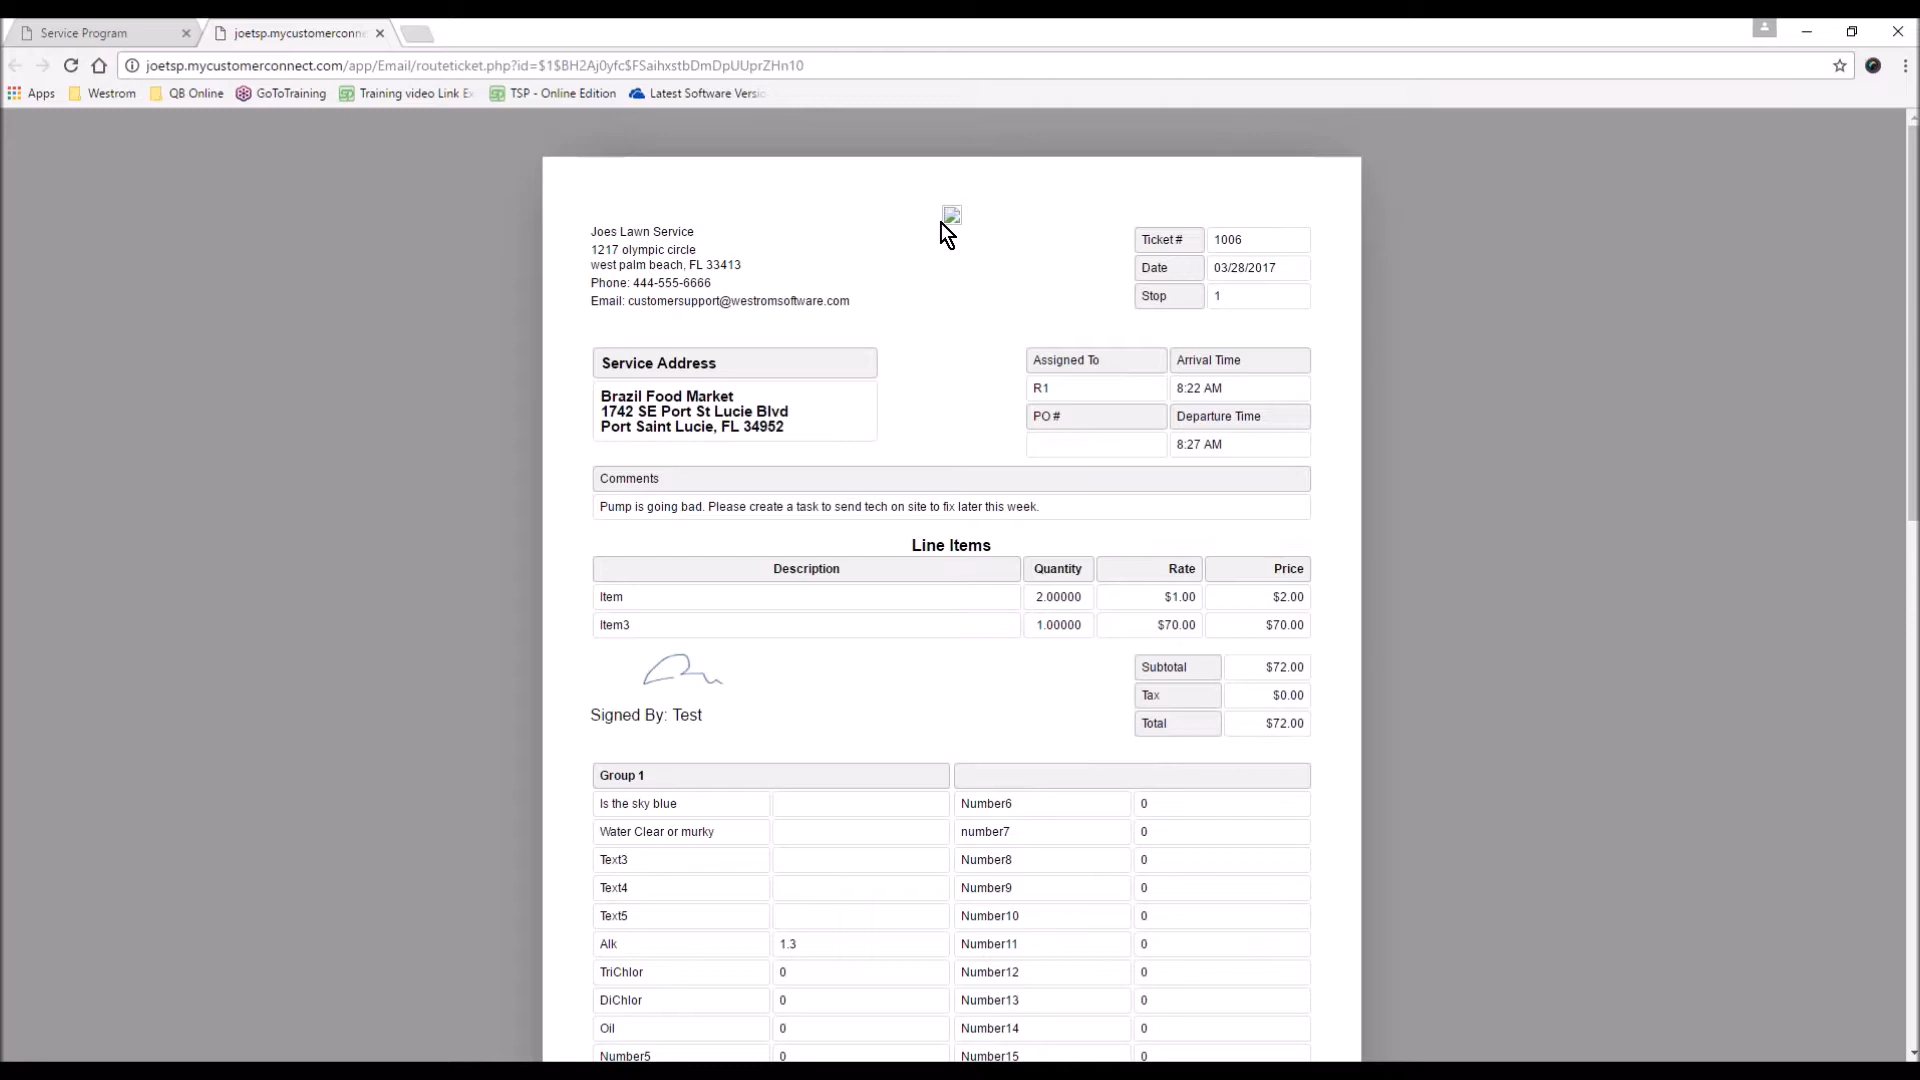 Service Program
joetsp.mycustomerconne
joetsp.mycustomerconnect.com/app/Email/routeticket.php?id=$1$BH2Aj0yfc$FSaihxstbDmDpUUprZHn10
Apps Westrom QB Online GoToTraining Training video Link Ex TSP - Online Edition Latest Software Versio
Joes Lawn Service
1217 olympic circle
west palm beach, FL 33413
Phone: 444-555-6666
Email: customersupport@westromsoftware.com
Ticket # 1006
Date 03/28/2017
Stop 1
Service Address
Brazil Food Market
1742 SE Port St Lucie Blvd
Port Saint Lucie, FL 34952
Assigned To Arrival Time
R1 8:22 AM
PO # Departure Time
8:27 AM
Comments
Pump is going bad. Please create a task to send tech on site to fix later this week.
Line Items
Description Quantity Rate Price
Item 2.00000 $1.00 $2.00
Item3 1.00000 $70.00 $70.00
Signed By: Test
Subtotal $72.00
Tax $0.00
Total $72.00
Group 1
Is the sky blue Number6 0
Water Clear or murky number7 0
Text3 Number8 0
Text4 Number9 0
Text5 Number10 0
Alk 1.3 Number11 0
TriChlor 0 Number12 0
DiChlor 0 Number13 0
Oil 0 Number14 0
Number5 0 Number15 0